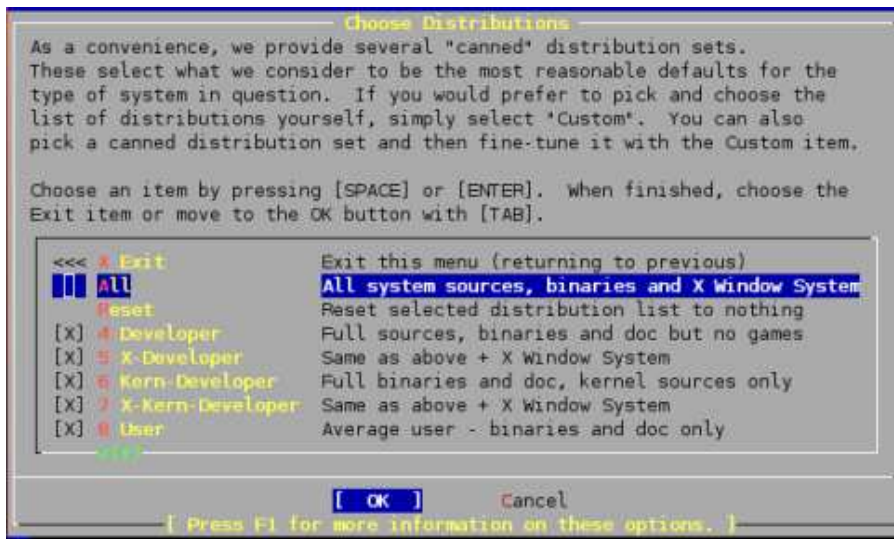 Choose Distributions
As a convenience, we provide several "canned" distribution sets.
These select what we consider to be the most reasonable defaults for the
type of system in question. If you would prefer to pick and choose the
list of distributions yourself, simply select "Custom". You can also
pick a canned distribution set and then fine-tune it with the Custom item.
Choose an item by pressing [SPACE] or [ENTER]. When finished, choose the
Exit item or move to the OK button with [TAB].
<<< X Exit Exit this menu (returning to previous)
[ ] All All system sources, binaries and X Window System
Reset Reset selected distribution list to nothing
[X] 4 Developer Full sources, binaries and doc but no games
[X] 5 X-Developer Same as above + X Window System
[X] 6 Kern-Developer Full binaries and doc, kernel sources only
[X] 7 X-Kern-Developer Same as above + X Window System
[X] 8 User Average user - binaries and doc only
[ OK ] Cancel
[ Press F1 for more information on these options. ]